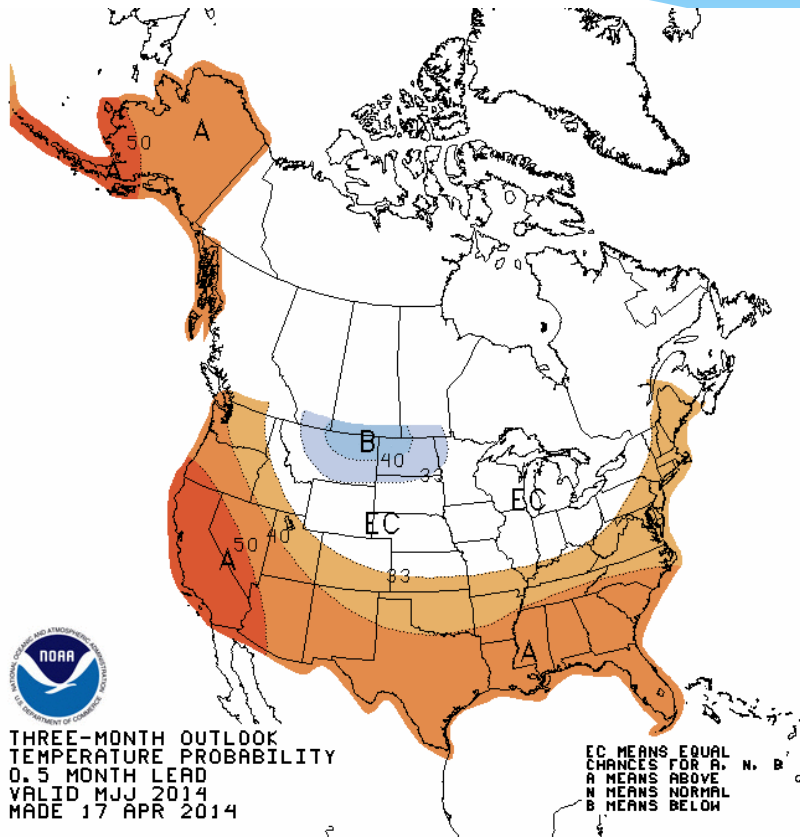 A
50
A
B
40
33
EC
EC
50
40
A
33
A
NATIONAL OCEANIC AND ATMOSPHERIC ADMINISTRATION
NOAA
U.S. DEPARTMENT OF COMMERCE
THREE-MONTH OUTLOOK
TEMPERATURE PROBABILITY
0.5 MONTH LEAD
VALID MJJ 2014
MADE 17 APR 2014
EC MEANS EQUAL
CHANCES FOR A, N, B
A MEANS ABOVE
N MEANS NORMAL
B MEANS BELOW